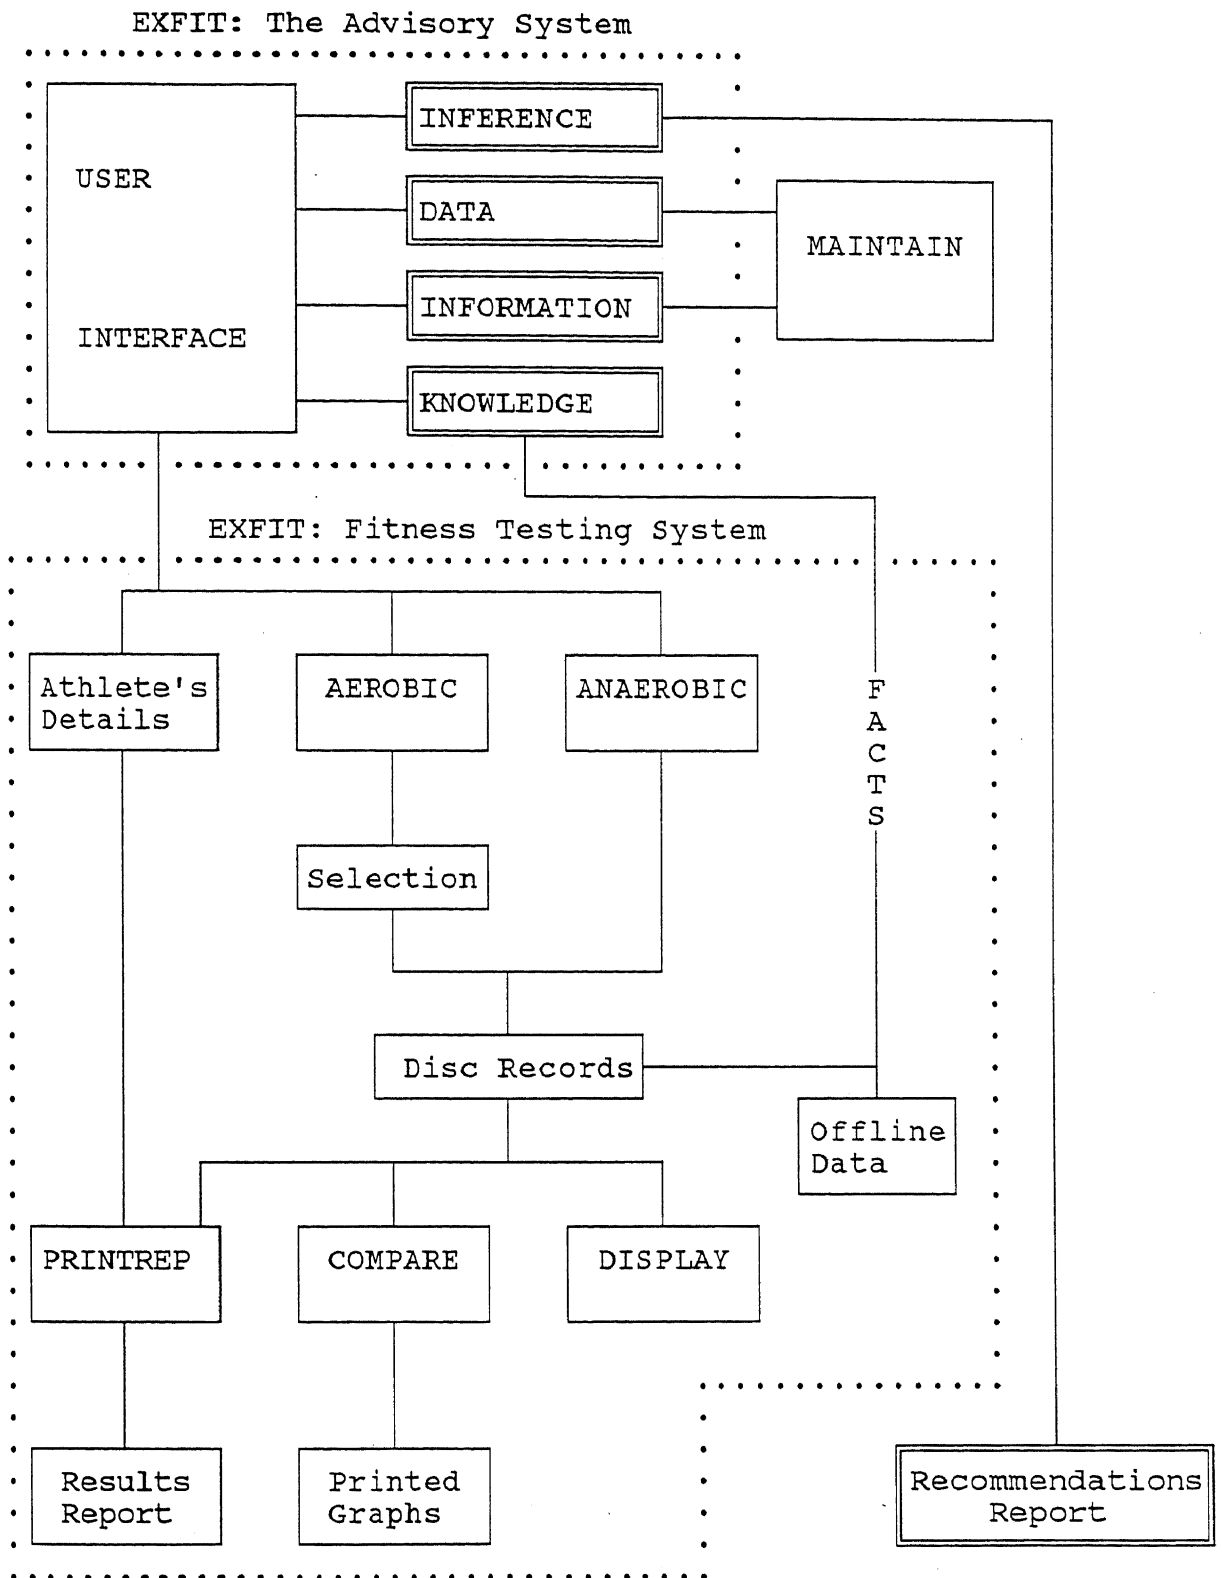 EXFIT: The Advisory System
USER
INTERFACE
INFERENCE
DATA
INFORMATION
KNOWLEDGE
MAINTAIN
EXFIT: Fitness Testing System
Athlete's
Details
AEROBIC
ANAEROBIC
FACTS
Selection
Disc Records
Offline
Data
PRINTREP
COMPARE
DISPLAY
Results
Report
Printed
Graphs
Recommendations
Report